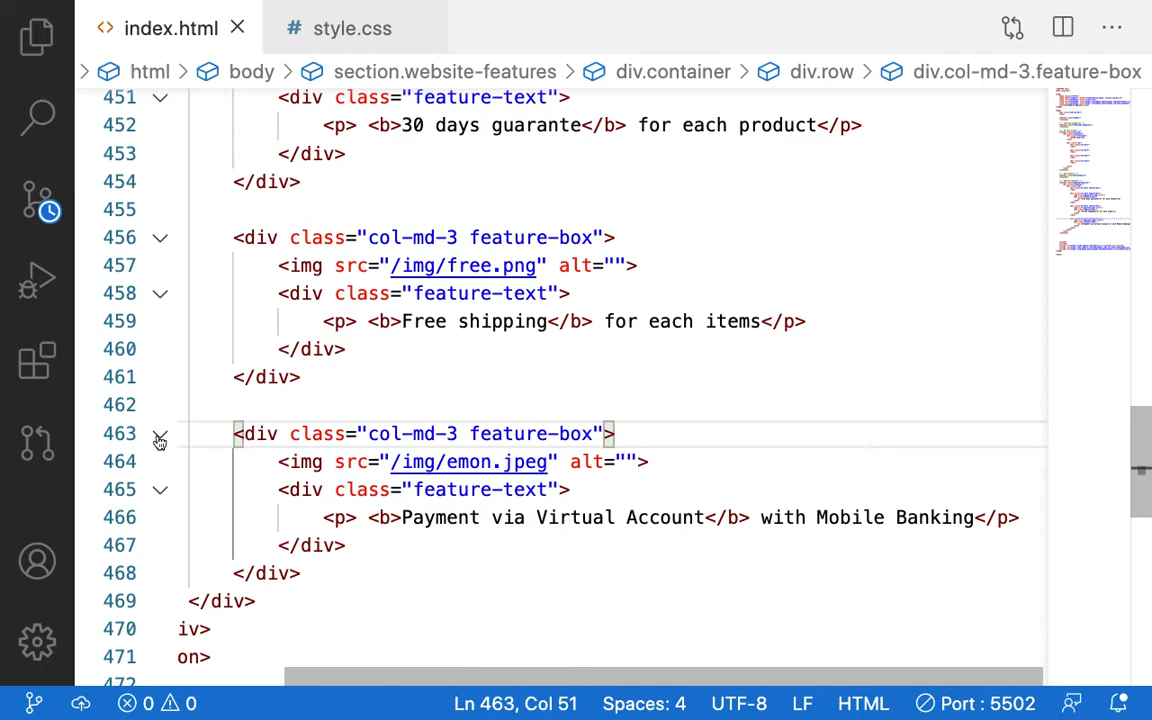 <> index.html × # style.css ···
> html > body > section.website-features > div.container > div.row > div.col-md-3.feature-box
451 <div class="feature-text">
452 <p> <b>30 days guarante</b> for each product</p>
453 </div>
454 </div>
455
456 <div class="col-md-3 feature-box">
457 <img src="/img/free.png" alt="">
458 <div class="feature-text">
459 <p> <b>Free shipping</b> for each items</p>
460 </div>
461 </div>
462
463 <div class="col-md-3 feature-box">
464 <img src="/img/emon.jpeg" alt="">
465 <div class="feature-text">
466 <p> <b>Payment via Virtual Account</b> with Mobile Banking</p>
467 </div>
468 </div>
469 </div>
470 iv>
471 on>
472
0 0 Ln 463, Col 51 Spaces: 4 UTF-8 LF HTML Port : 5502